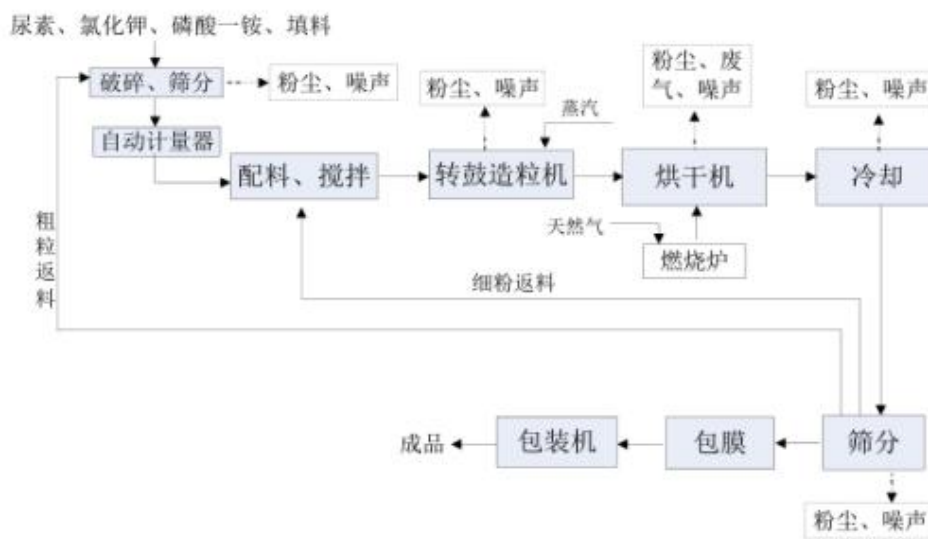 尿素、氯化钾、磷酸一铵、填料
破碎、筛分
粉尘、噪声
自动计量器
配料、搅拌
粉尘、噪声
蒸汽
转鼓造粒机
粉尘、废
气、噪声
烘干机
天然气
燃烧炉
粉尘、噪声
冷却
粗
粒
返
料
细粉返料
成品
包装机
包膜
筛分
粉尘、噪声